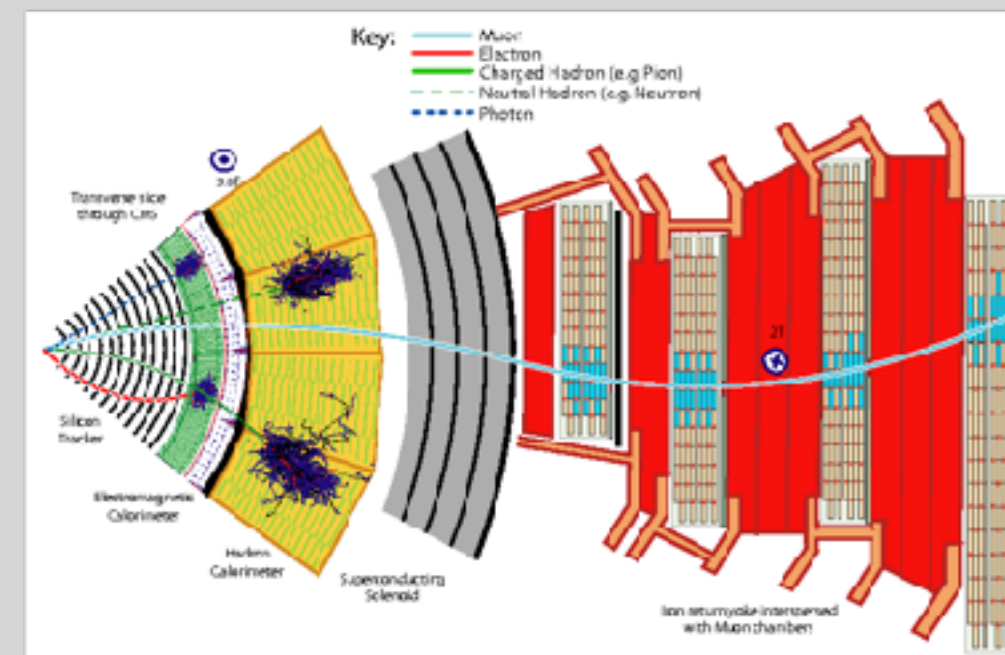 Key:
Muon
Electron
Charged Hadron (e.g. Pion)
Neutral Hadron (e.g. Neutron)
Photon
Transverse slice
through CMS
2T
Silicon
Tracker
Electromagnetic
Calorimeter
Hadron
Calorimeter
Superconducting
Solenoid
Iron return yoke interspersed
with Muon chambers